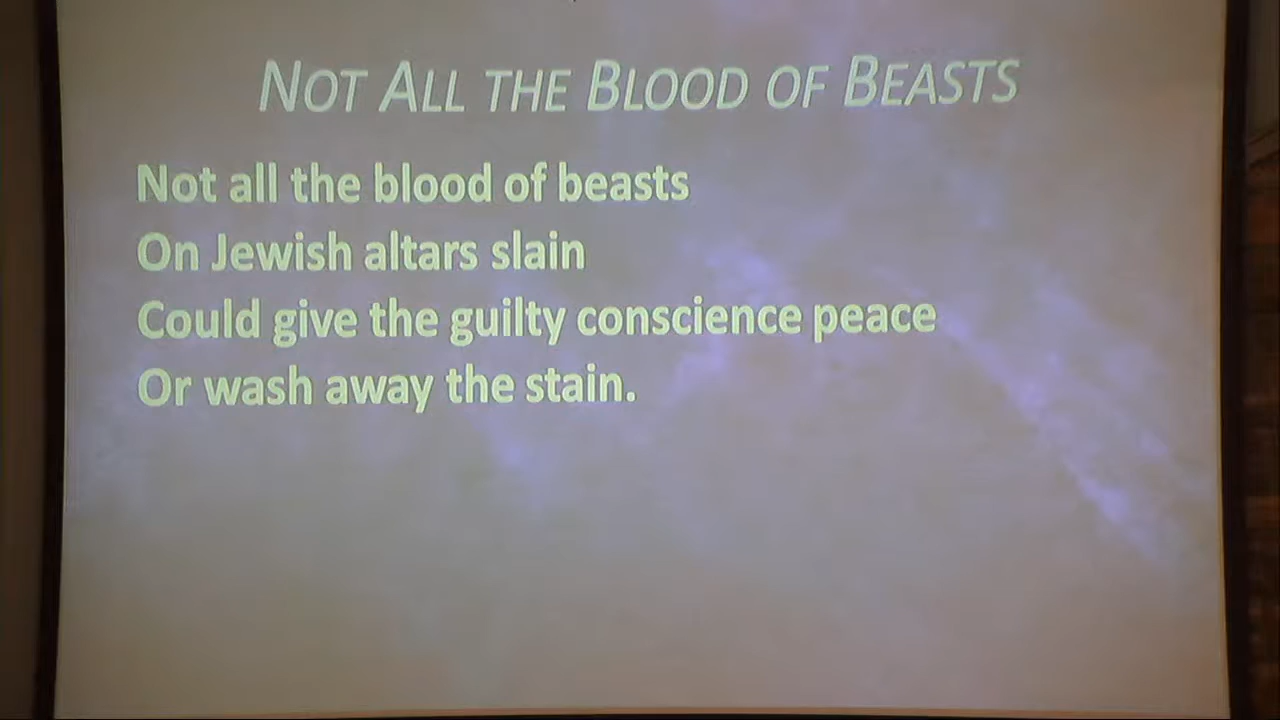 NOT ALL THE BLOOD OF BEASTS
Not all the blood of beasts
On Jewish altars slain
Could give the guilty conscience peace
Or wash away the stain.